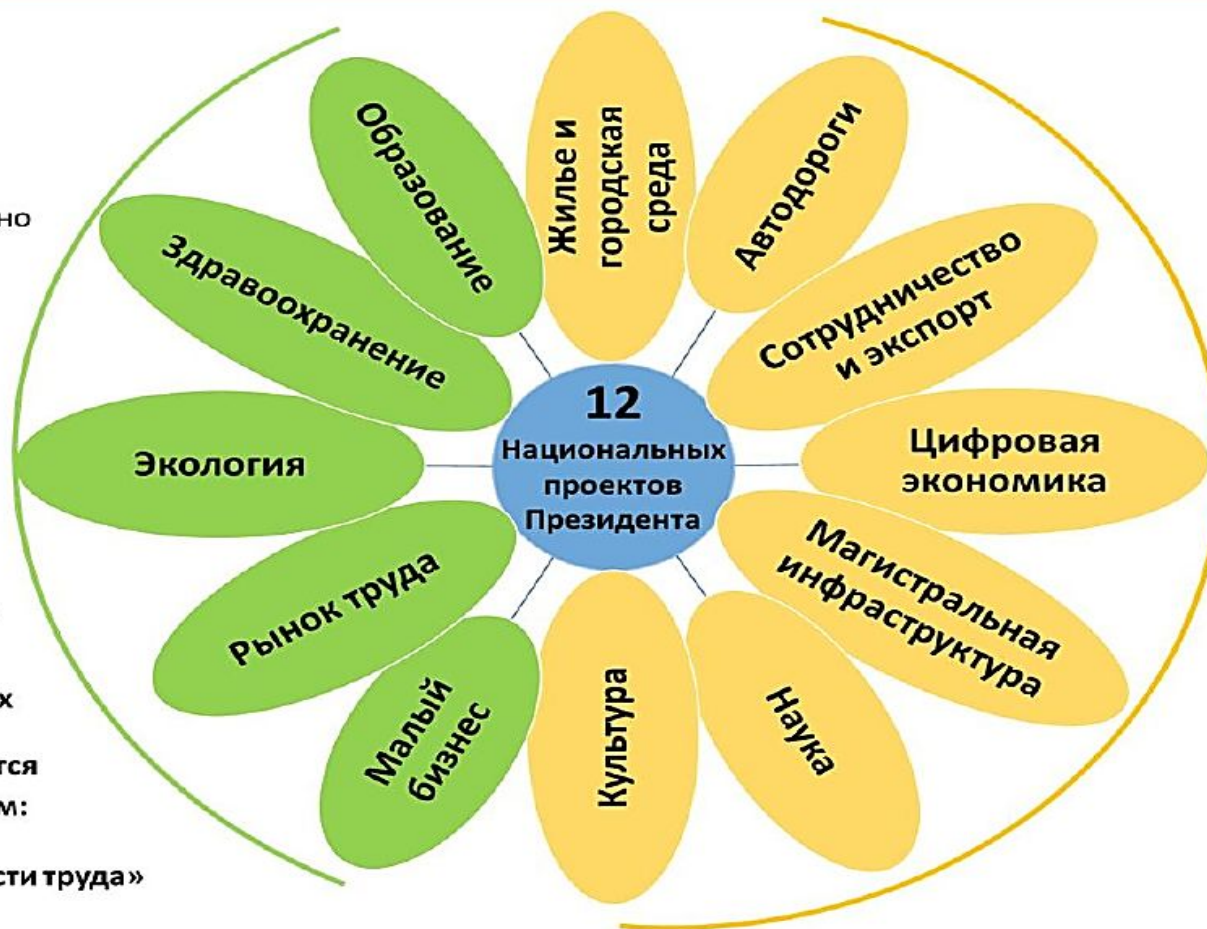 12
Национальных
проектов
Президента
Жилье и
городская
среда
Автодороги
Сотрудничество
и экспорт
Цифровая
экономика
Магистральная
инфраструктура
Наука
Культура
Малый
бизнес
Рынок труда
Экология
Здравоохранение
Образование
но
х
тся
м:
сти труда»